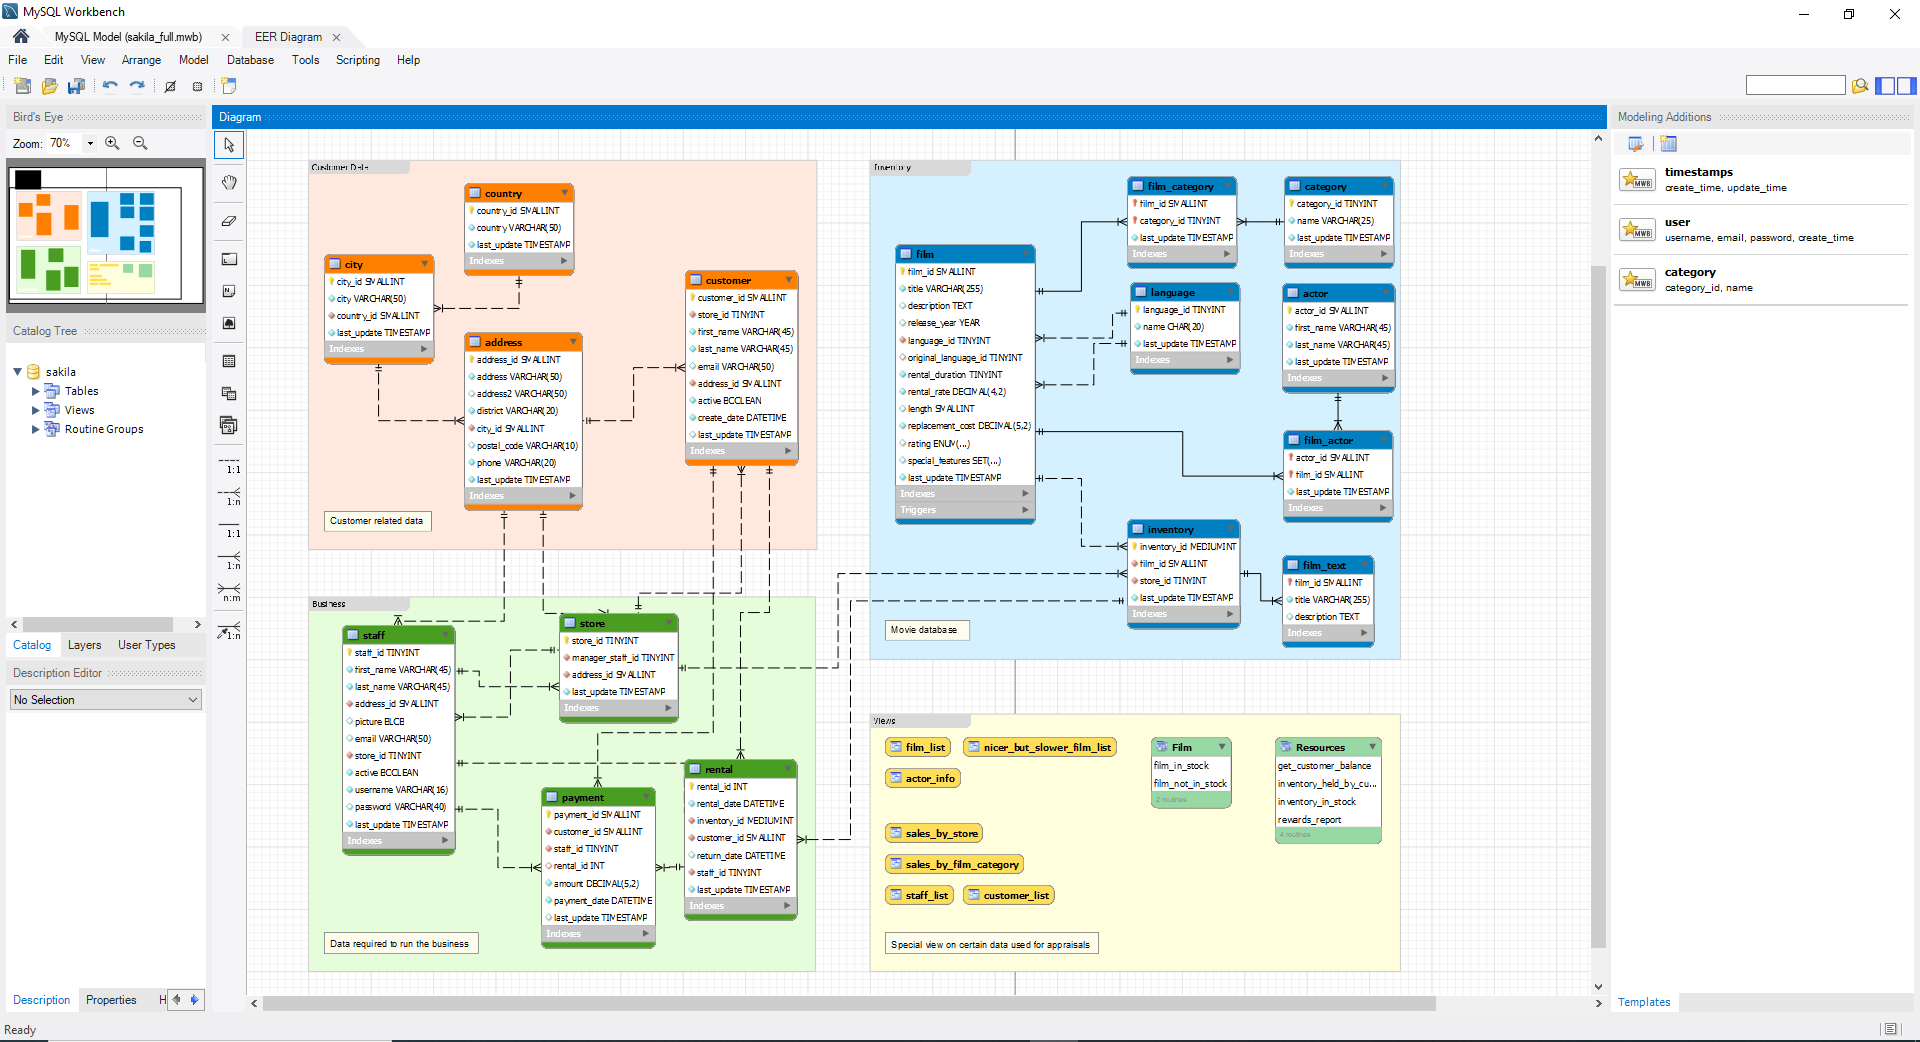 MySQL Workbench
MySQL Model (sakila_full.mwb)
EER Diagram
File Edit View Arrange Model Database Tools Scripting Help
Bird's Eye
Zoom: 70%
Catalog Tree
sakila
Tables
Views
Routine Groups
Catalog Layers User Types
Description Editor
No Selection
Description Properties H
Ready
Diagram
1:1
1:n
1:1
1:n
n:m
1:n
Customer Data
country
country_id SMALLINT
country VARCHAR(50)
last_update TIMESTAMP
Indexes
city
city_id SMALLINT
city VARCHAR(50)
country_id SMALLINT
last_update TIMESTAMP
Indexes
address
address_id SMALLINT
address VARCHAR(50)
address2 VARCHAR(50)
district VARCHAR(20)
city_id SMALLINT
postal_code VARCHAR(10)
phone VARCHAR(20)
last_update TIMESTAMP
Indexes
customer
customer_id SMALLINT
store_id TINYINT
first_name VARCHAR(45)
last_name VARCHAR(45)
email VARCHAR(50)
address_id SMALLINT
active BOOLEAN
create_date DATETIME
last_update TIMESTAMP
Indexes
Customer related data
Business
staff
staff_id TINYINT
first_name VARCHAR(45)
last_name VARCHAR(45)
address_id SMALLINT
picture BLOB
email VARCHAR(50)
store_id TINYINT
active BOOLEAN
username VARCHAR(16)
password VARCHAR(40)
last_update TIMESTAMP
Indexes
store
store_id TINYINT
manager_staff_id TINYINT
address_id SMALLINT
last_update TIMESTAMP
Indexes
payment
payment_id SMALLINT
customer_id SMALLINT
staff_id TINYINT
rental_id INT
amount DECIMAL(5,2)
payment_date DATETIME
last_update TIMESTAMP
Indexes
rental
rental_id INT
rental_date DATETIME
inventory_id MEDIUMINT
customer_id SMALLINT
return_date DATETIME
staff_id TINYINT
last_update TIMESTAMP
Indexes
Data required to run the business
Inventory
film
film_id SMALLINT
title VARCHAR(255)
description TEXT
release_year YEAR
language_id TINYINT
original_language_id TINYINT
rental_duration TINYINT
rental_rate DECIMAL(4,2)
length SMALLINT
replacement_cost DECIMAL(5,2)
rating ENUM(...)
special_features SET(...)
last_update TIMESTAMP
Indexes
Triggers
film_category
film_id SMALLINT
category_id TINYINT
last_update TIMESTAMP
Indexes
category
category_id TINYINT
name VARCHAR(25)
last_update TIMESTAMP
Indexes
language
language_id TINYINT
name CHAR(20)
last_update TIMESTAMP
Indexes
actor
actor_id SMALLINT
first_name VARCHAR(45)
last_name VARCHAR(45)
last_update TIMESTAMP
Indexes
film_actor
actor_id SMALLINT
film_id SMALLINT
last_update TIMESTAMP
Indexes
inventory
inventory_id MEDIUMINT
film_id SMALLINT
store_id TINYINT
last_update TIMESTAMP
Indexes
film_text
film_id SMALLINT
title VARCHAR(255)
description TEXT
Indexes
Movie database
Views
film_list
nicer_but_slower_film_list
actor_info
sales_by_store
sales_by_film_category
staff_list
customer_list
Film
film_in_stock
film_not_in_stock
2 routines
Resources
get_customer_balance
inventory_held_by_cu...
inventory_in_stock
rewards_report
4 routines
Special view on certain data used for appraisals
Modeling Additions
MWB
timestamps
create_time, update_time
MWB
user
username, email, password, create_time
MWB
category
category_id, name
Templates